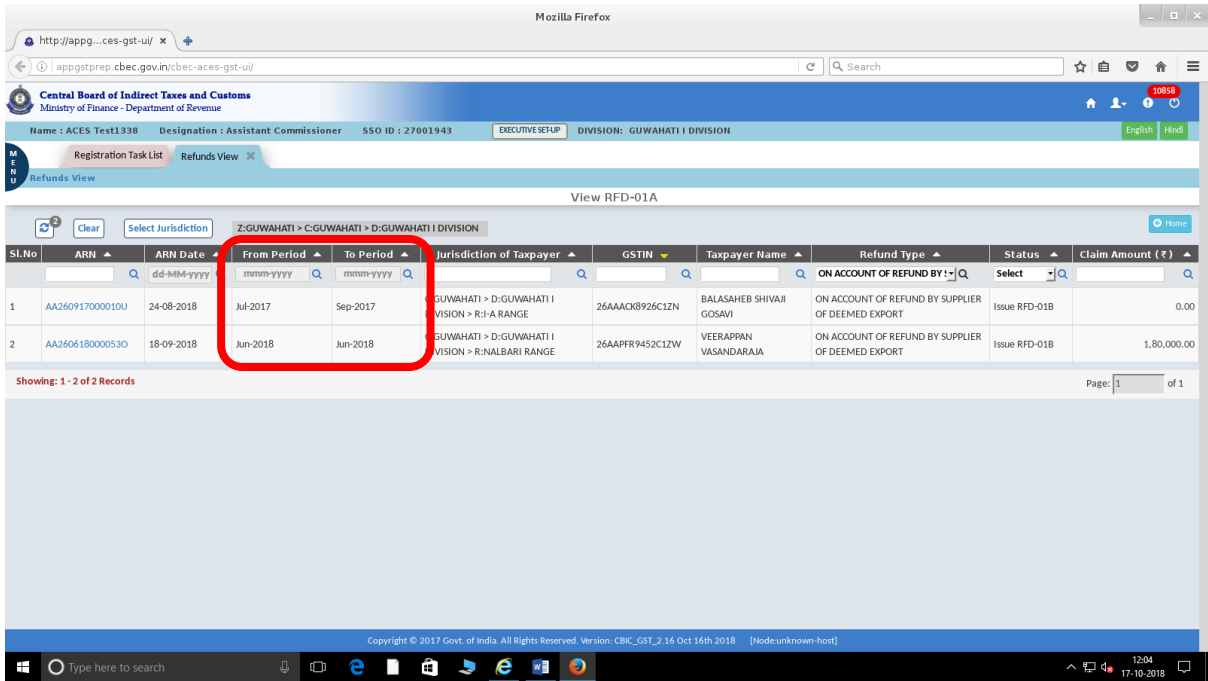 Mozilla Firefox
http://appg...ces-gst-ui/
appgstprep.cbec.gov.in/cbec-aces-gst-ui/
Search
Central Board of Indirect Taxes and Customs
Ministry of Finance - Department of Revenue
10858
Name : ACES Test1338 Designation : Assistant Commissioner SSO ID : 27001943 EXECUTIVE SET-UP DIVISION: GUWAHATI I DIVISION English Hindi
MENU
Registration Task List Refunds View
Refunds View
View RFD-01A
2 Clear Select Jurisdiction Z:GUWAHATI > C:GUWAHATI > D:GUWAHATI I DIVISION Home
Sl.No ARN ARN Date From Period To Period Jurisdiction of Taxpayer GSTIN Taxpayer Name Refund Type Status Claim Amount (₹)
dd-MM-yyyy mmm-yyyy mmm-yyyy ON ACCOUNT OF REFUND BY Select
1 AA260917000010U 24-08-2018 Jul-2017 Sep-2017 GUWAHATI > D:GUWAHATI I 26AAACK8926C1ZN BALASAHEB SHIVAJI ON ACCOUNT OF REFUND BY SUPPLIER Issue RFD-01B 0.00
VISION > R:I-A RANGE GOSAVI OF DEEMED EXPORT
2 AA260618000053O 18-09-2018 Jun-2018 Jun-2018 GUWAHATI > D:GUWAHATI I 26AAPFR9452C1ZW VEERAPPAN ON ACCOUNT OF REFUND BY SUPPLIER Issue RFD-01B 1,80,000.00
VISION > R:NALBARI RANGE VASANDARAJA OF DEEMED EXPORT
Showing: 1 - 2 of 2 Records Page: 1 of 1
Copyright © 2017 Govt. of India. All Rights Reserved. Version: CBIC_GST_2.16 Oct 16th 2018 [Node:unknown-host]
Type here to search 12:04
17-10-2018